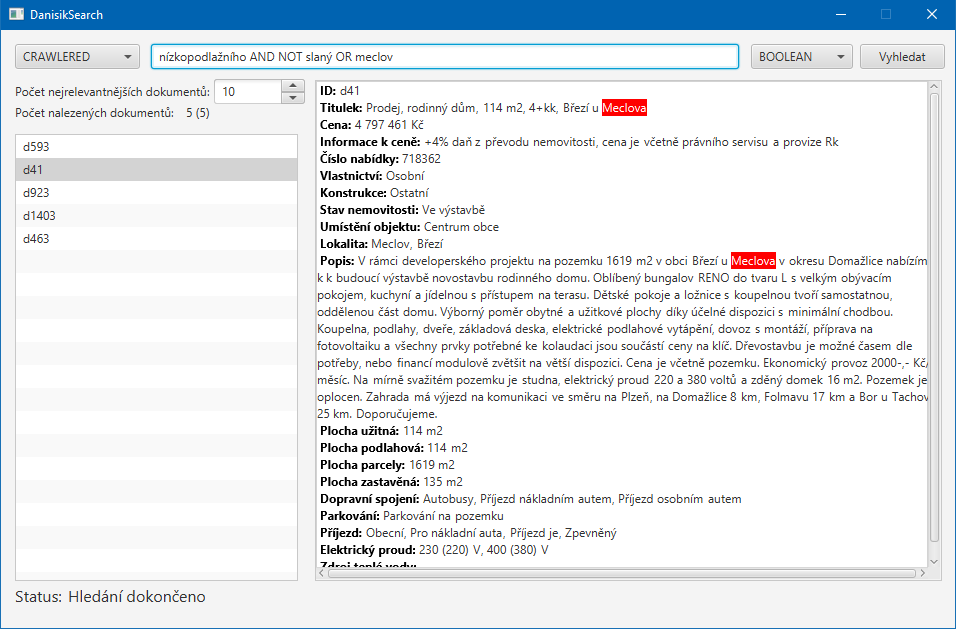 DanisikSearch
CRAWLERED
nízkopodlažního AND NOT slaný OR meclov
BOOLEAN
Vyhledat
Počet nejrelevantnějších dokumentů: 10
Počet nalezených dokumentů: 5 (5)
d593
d41
d923
d1403
d463
ID: d41
Titulek: Prodej, rodinný dům, 114 m2, 4+kk, Březí u Meclova
Cena: 4 797 461 Kč
Informace k ceně: +4% daň z převodu nemovitosti, cena je včetně právního servisu a provize Rk
Číslo nabídky: 718362
Vlastnictví: Osobní
Konstrukce: Ostatní
Stav nemovitosti: Ve výstavbě
Umístění objektu: Centrum obce
Lokalita: Meclov, Březí
Popis: V rámci developerského projektu na pozemku 1619 m2 v obci Březí u Meclova v okresu Domažlice nabízím
k k budoucí výstavbě novostavbu rodinného domu. Oblíbený bungalov RENO do tvaru L s velkým obývacím
pokojem, kuchyní a jídelnou s přístupem na terasu. Dětské pokoje a ložnice s koupelnou tvoří samostatnou,
oddělenou část domu. Výborný poměr obytné a užitkové plochy díky účelné dispozici s minimální chodbou.
Koupelna, podlahy, dveře, základová deska, elektrické podlahové vytápění, dovoz s montáží, příprava na
fotovoltaiku a všechny prvky potřebné ke kolaudaci jsou součástí ceny na klíč. Dřevostavbu je možné časem dle
potřeby, nebo financí modulově zvětšit na větší dispozici. Cena je včetně pozemku. Ekonomický provoz 2000-,- Kč/
měsíc. Na mírně svažitém pozemku je studna, elektrický proud 220 a 380 voltů a zděný domek 16 m2. Pozemek je
oplocen. Zahrada má výjezd na komunikaci ve směru na Plzeň, na Domažlice 8 km, Folmavu 17 km a Bor u Tachov
25 km. Doporučujeme.
Plocha užitná: 114 m2
Plocha podlahová: 114 m2
Plocha parcely: 1619 m2
Plocha zastavěná: 135 m2
Dopravní spojení: Autobusy, Příjezd nákladním autem, Příjezd osobním autem
Parkování: Parkování na pozemku
Příjezd: Obecní, Pro nákladní auta, Příjezd je, Zpevněný
Elektrický proud: 230 (220) V, 400 (380) V
Zdroj teplé vody:
Status: Hledání dokončeno